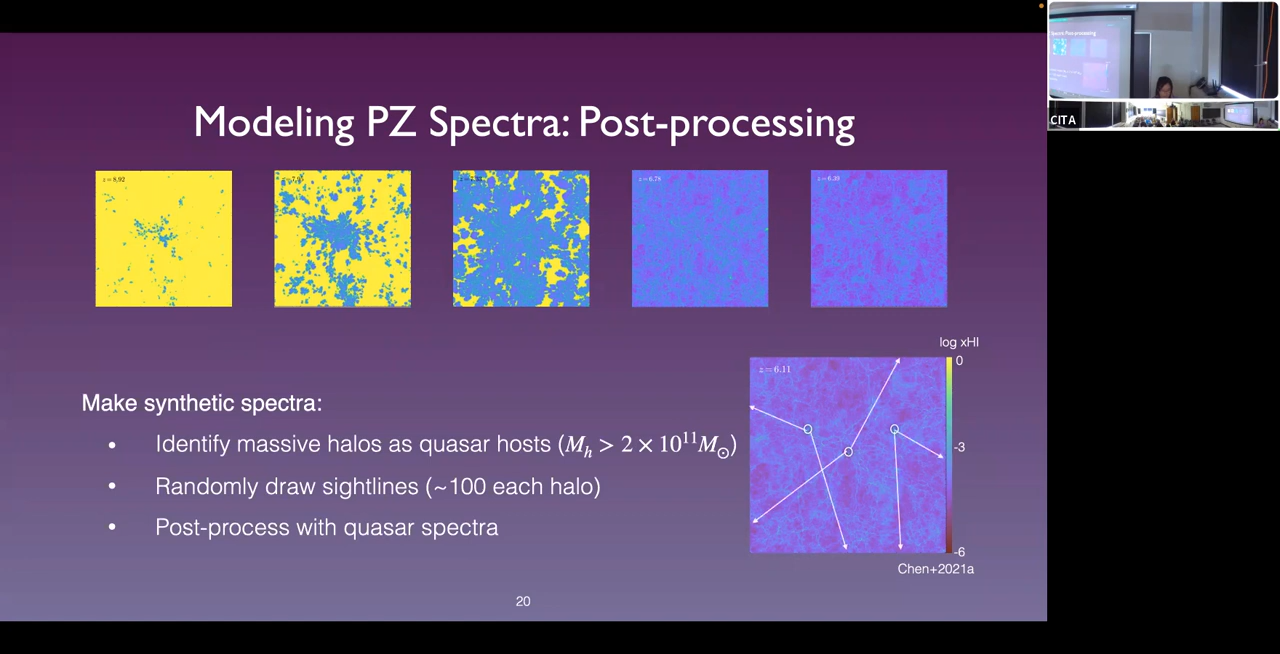 Modeling PZ Spectra: Post-processing
z = 8.92
z = 6.78
z = 6.30
log xHI
0
z = 6.11
-3
-6
Make synthetic spectra:
• Identify massive halos as quasar hosts (M_h > 2 × 10^11 M_⊙)
• Randomly draw sightlines (~100 each halo)
• Post-process with quasar spectra
Chen+2021a
20
CITA